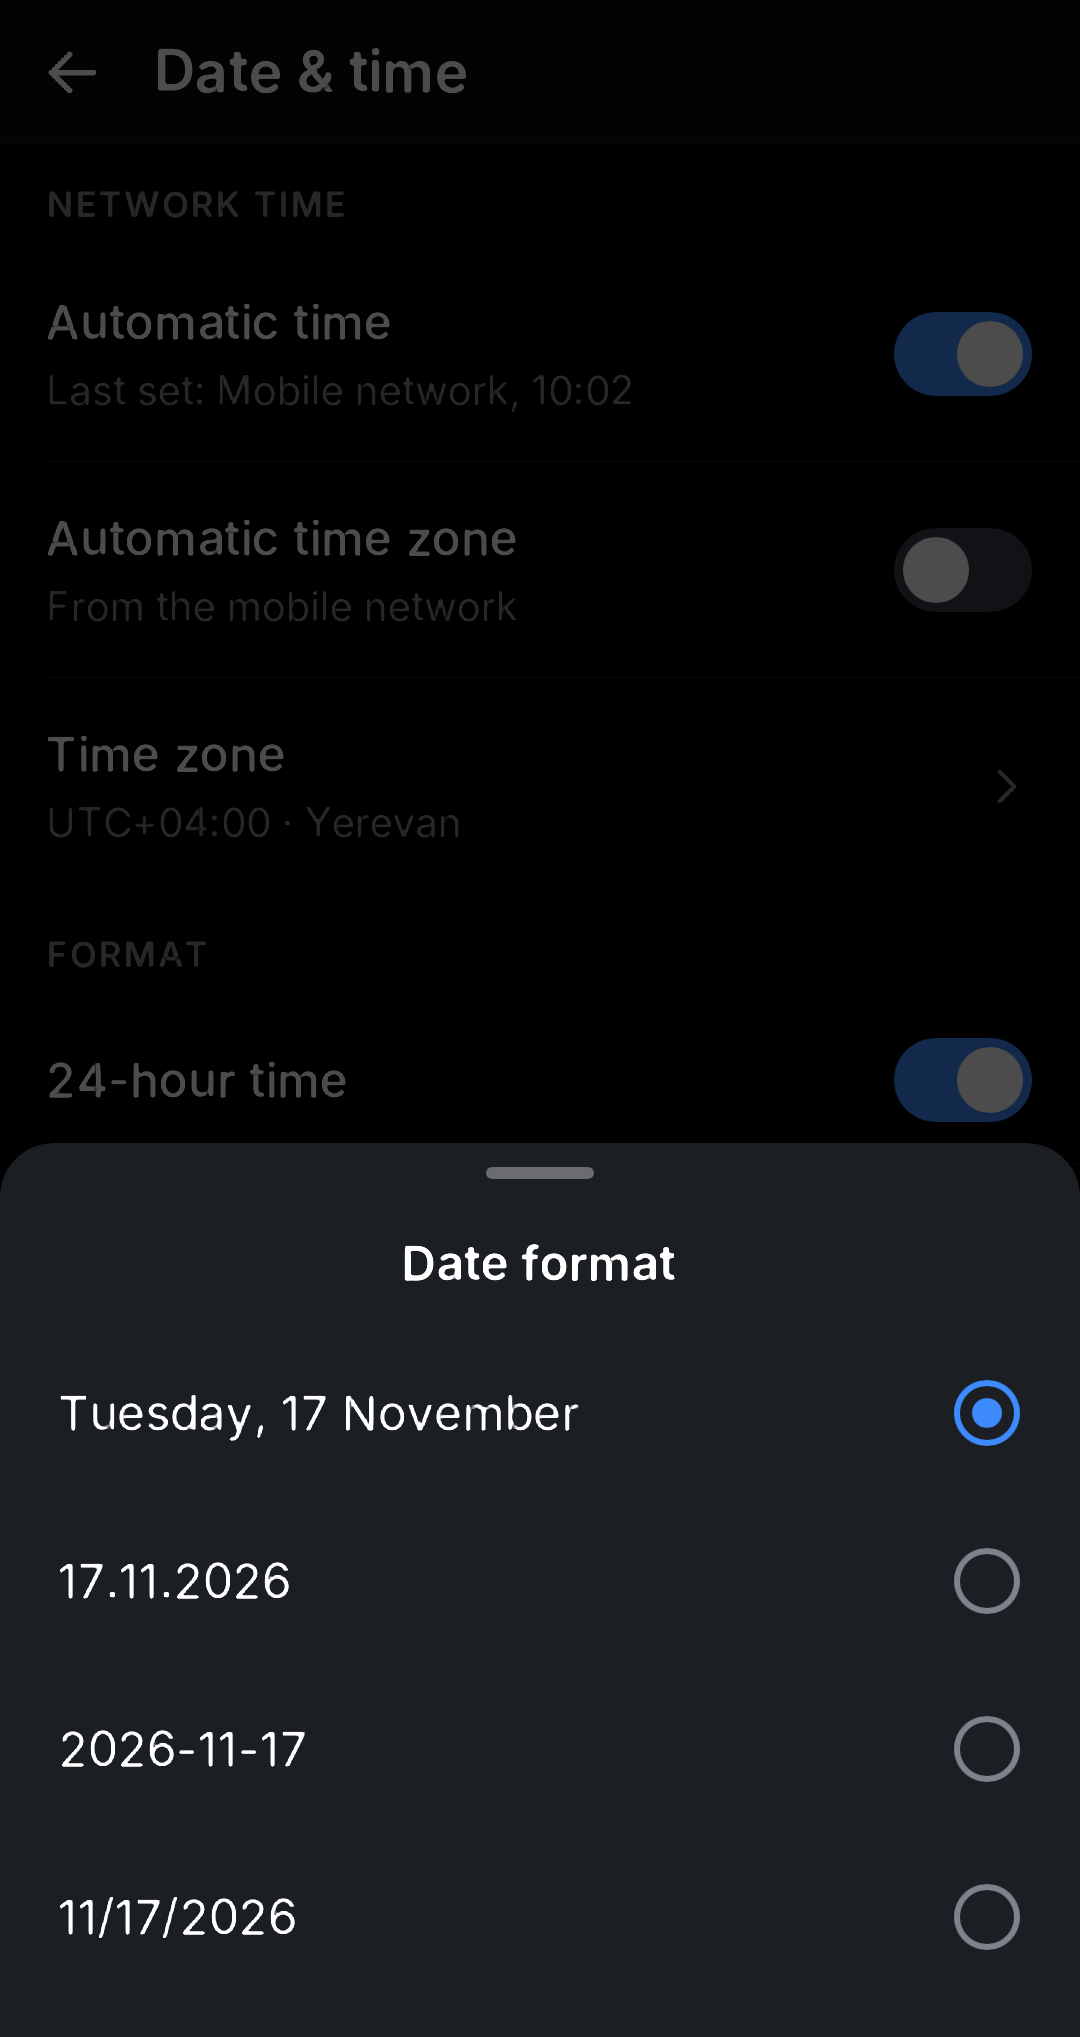 Date & time
NETWORK TIME
Automatic time
Last set: Mobile network, 10:02
Automatic time zone
From the mobile network
Time zone
UTC+04:00 · Yerevan
FORMAT
24-hour time
Date format
Tuesday, 17 November
17.11.2026
2026-11-17
11/17/2026